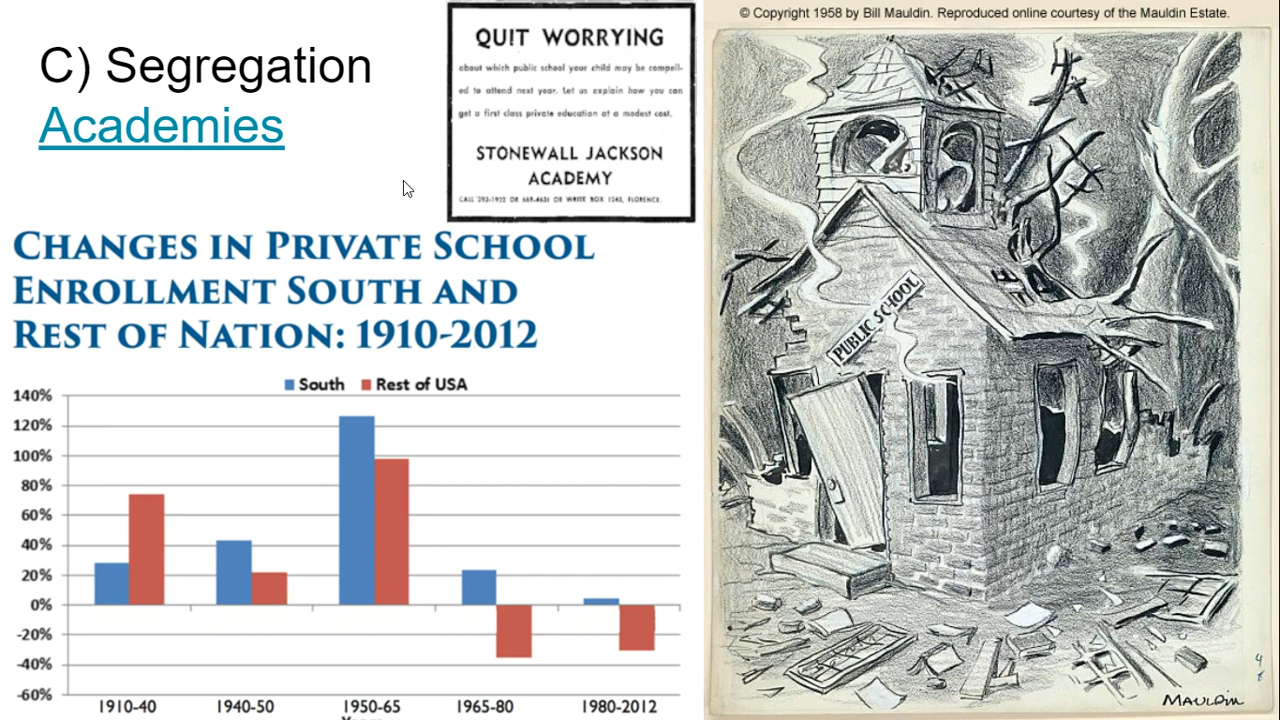 C) Segregation
Academies
QUIT WORRYING
about which public school your child may be compell-
ed to attend next year. Let us explain how you can
get a first class private education at a modest cost.
STONEWALL JACKSON
ACADEMY
CALL 293-1922 OR 669-4631 OR WRITE BOX 1545, FLORENCE.
© Copyright 1958 by Bill Mauldin. Reproduced online courtesy of the Mauldin Estate.
PUBLIC SCHOOL
MAULDIN
CHANGES IN PRIVATE SCHOOL
ENROLLMENT SOUTH AND
REST OF NATION: 1910-2012
South Rest of USA
140%
120%
100%
80%
60%
40%
20%
0%
-20%
-40%
-60%
1910-40 1940-50 1950-65 1965-80 1980-2012
Years